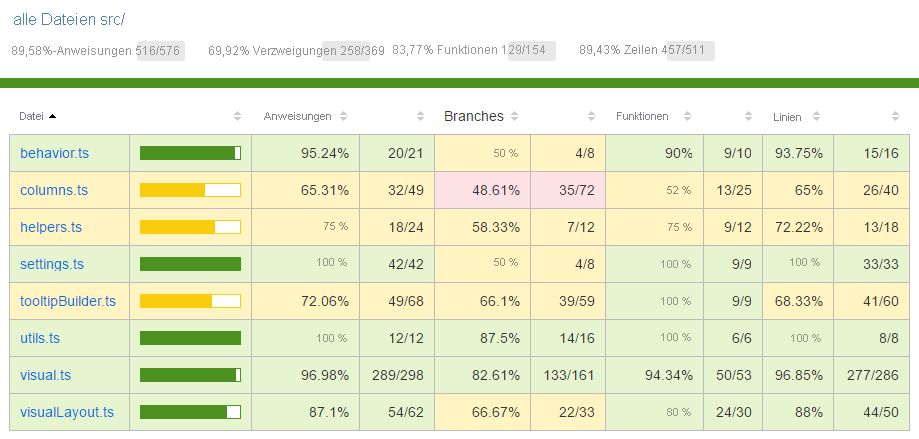 alle Dateien src/
89,58%-Anweisungen 516/576 69,92% Verzweigungen 258/369 83,77% Funktionen 129/154 89,43% Zeilen 457/511
Datei Anweisungen Branches Funktionen Linien
behavior.ts 95.24% 20/21 50 % 4/8 90% 9/10 93.75% 15/16
columns.ts 65.31% 32/49 48.61% 35/72 52 % 13/25 65% 26/40
helpers.ts 75 % 18/24 58.33% 7/12 75 % 9/12 72.22% 13/18
settings.ts 100 % 42/42 50 % 4/8 100 % 9/9 100 % 33/33
tooltipBuilder.ts 72.06% 49/68 66.1% 39/59 100 % 9/9 68.33% 41/60
utils.ts 100 % 12/12 87.5% 14/16 100 % 6/6 100 % 8/8
visual.ts 96.98% 289/298 82.61% 133/161 94.34% 50/53 96.85% 277/286
visualLayout.ts 87.1% 54/62 66.67% 22/33 80 % 24/30 88% 44/50